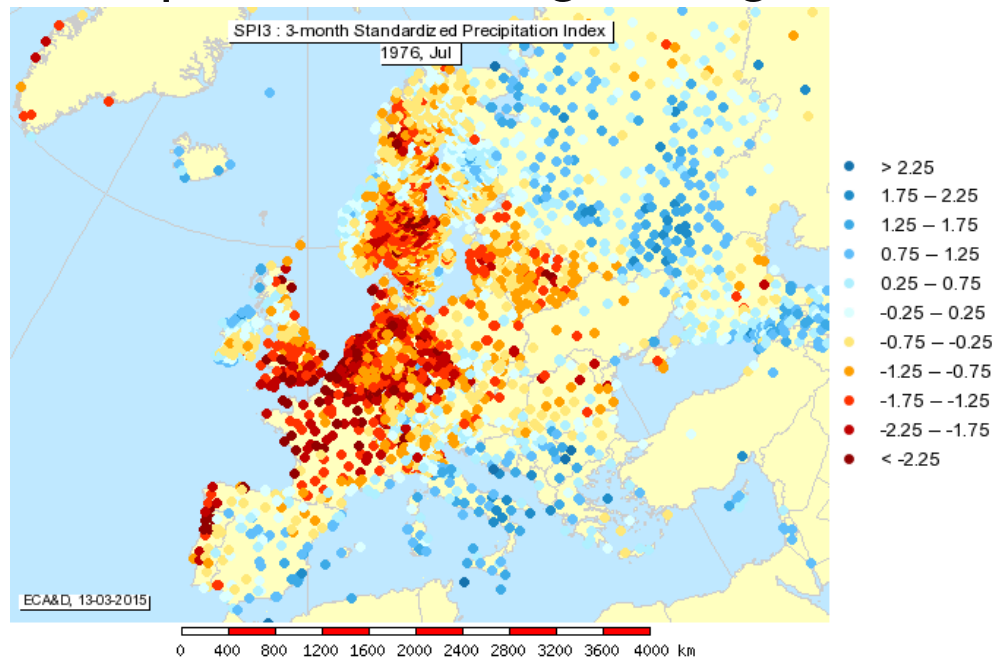 SPI3 : 3-month Standardized Precipitation Index
1976, Jul
> 2.25
1.75 – 2.25
1.25 – 1.75
0.75 – 1.25
0.25 – 0.75
-0.25 – 0.25
-0.75 – -0.25
-1.25 – -0.75
-1.75 – -1.25
-2.25 – -1.75
< -2.25
ECA&D, 13-03-2015
0 400 800 1200 1600 2000 2400 2800 3200 3600 4000 km